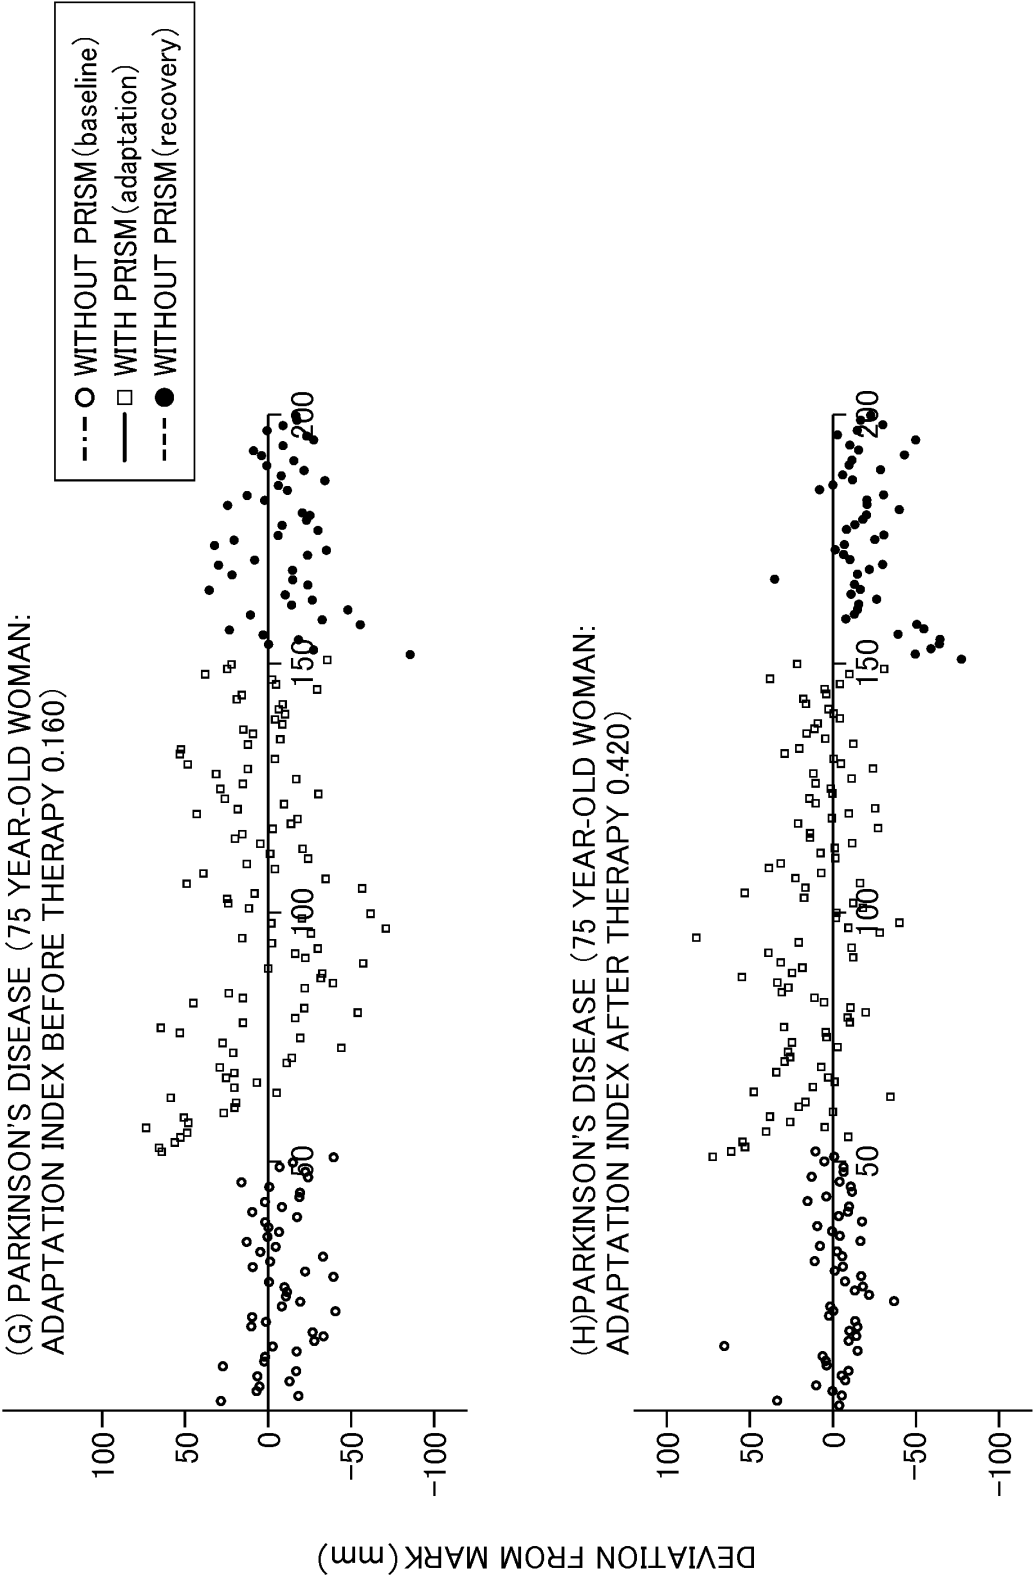 WITHOUT PRISM(baseline)
WITH PRISM(adaptation)
WITHOUT PRISM(recovery)
(G) PARKINSON'S DISEASE (75 YEAR-OLD WOMAN:
ADAPTATION INDEX BEFORE THERAPY 0.160)
100
50
0
-50
-100
50
100
150
200
(H)PARKINSON'S DISEASE (75 YEAR-OLD WOMAN:
ADAPTATION INDEX AFTER THERAPY 0.420)
100
50
0
-50
-100
50
100
150
200
DEVIATION FROM MARK(mm)